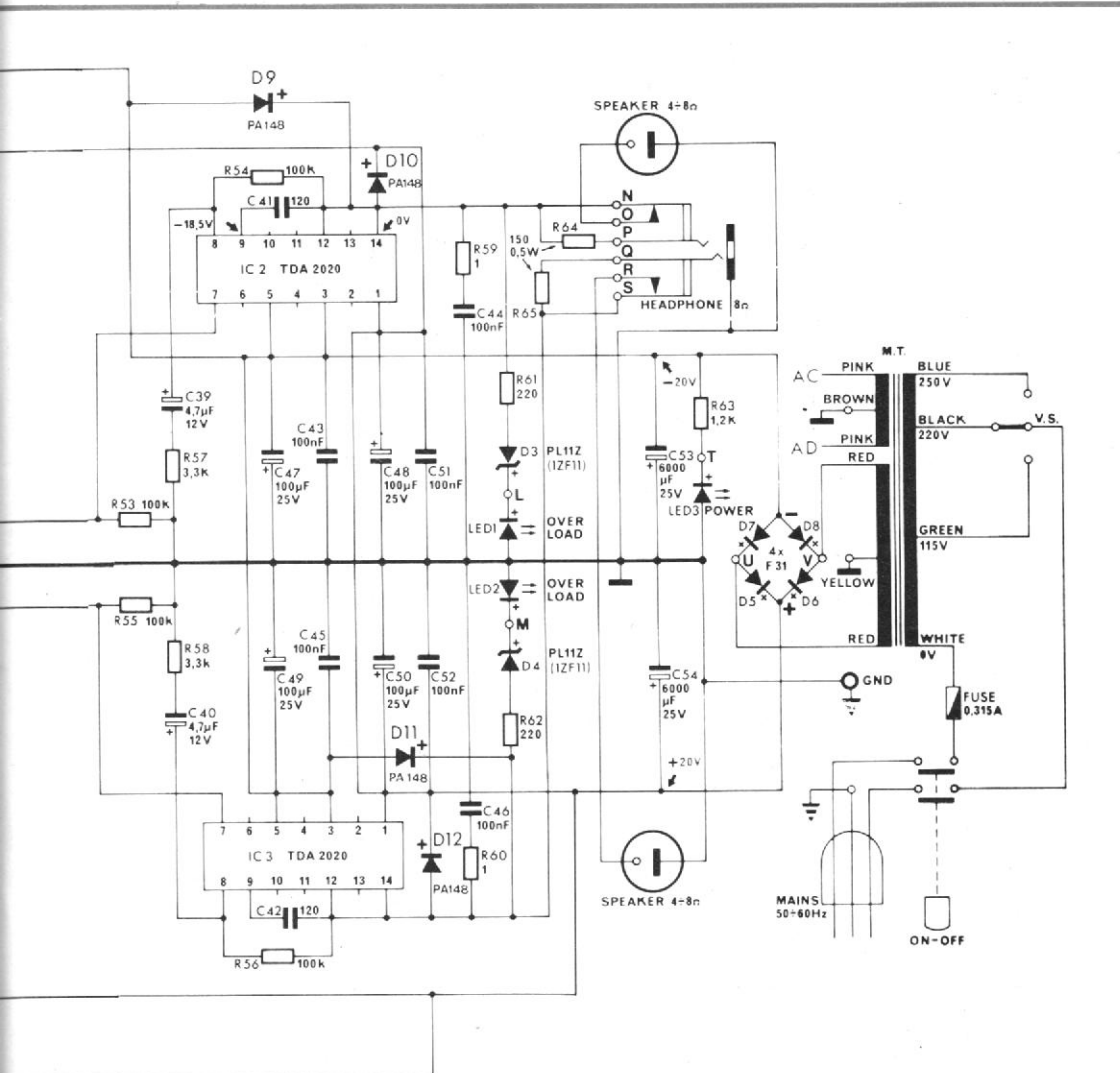 D9
+
PA148
SPEAKER 4÷8Ω
R54 100K
+ D10
PA148
C41 120
-18,5V
0V
8 9 10 11 12 13 14
IC2 TDA 2020
7 6 5 4 3 2 1
N
O
P
Q
R
S
R64
150
0,5W
R65
HEADPHONE 8Ω
R59
1
C44
100nF
M.T.
AC PINK
BROWN
AD PINK
RED
BLUE
250V
BLACK
220V
V.S.
GREEN
115V
YELLOW
RED
WHITE
0V
+ C39
4,7µF
12V
R57
3,3K
R53 100K
C43
100nF
+ C47
100µF
25V
+ C48
100µF
25V
C51
100nF
R61
220
D3 PL11Z
(1ZF11)
+
L
+
LED1 OVER
LOAD
-20V
R63
1,2K
+ T
+
C53
6000
µF
25V
+
LED3 POWER
-
D7 D8
4x
F31
U V
D5 D6
+
LED2 OVER
LOAD
+
M
+
D4 PL11Z
(1ZF11)
R62
220
R55 100K
R58
3,3K
C40
4,7µF
12V
+
C45
100nF
C49
+ 100µF
25V
C50
+ 100µF
25V
C52
100nF
D11
+
PA148
C54
+ 6000
µF
25V
+20V
GND
FUSE
0,315A
7 6 5 4 3 2 1
IC3 TDA 2020
8 9 10 11 12 13 14
C42 120
R56 100K
C46
100nF
R60
1
+ D12
PA148
SPEAKER 4÷8Ω
MAINS
50÷60Hz
ON-OFF